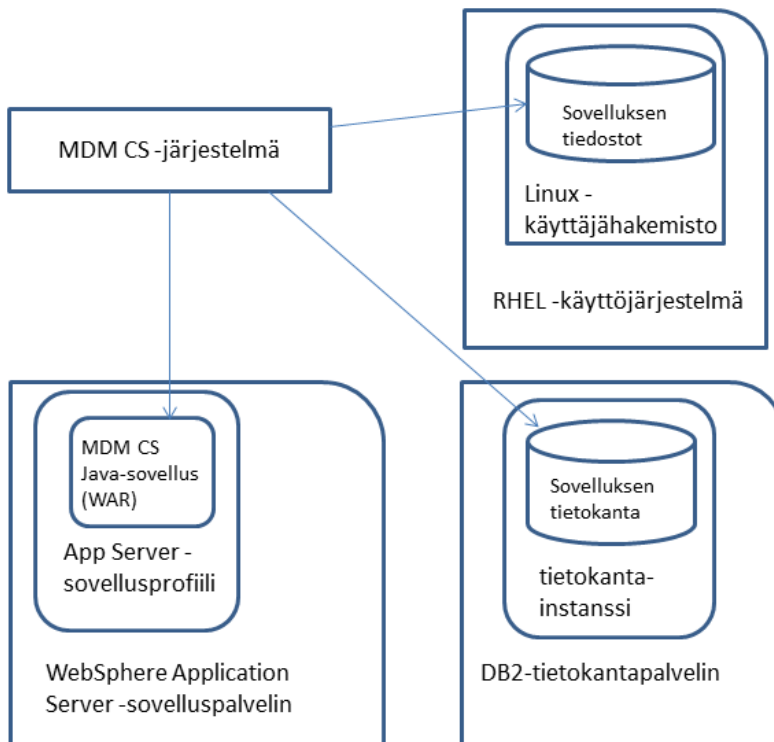 MDM CS -järjestelmä
Sovelluksen
tiedostot
Linux -
käyttäjähakemisto
RHEL -käyttöjärjestelmä
MDM CS
Java-sovellus
(WAR)
App Server -
sovellusprofiili
WebSphere Application
Server -sovelluspalvelin
Sovelluksen
tietokanta
tietokanta-
instanssi
DB2-tietokantapalvelin